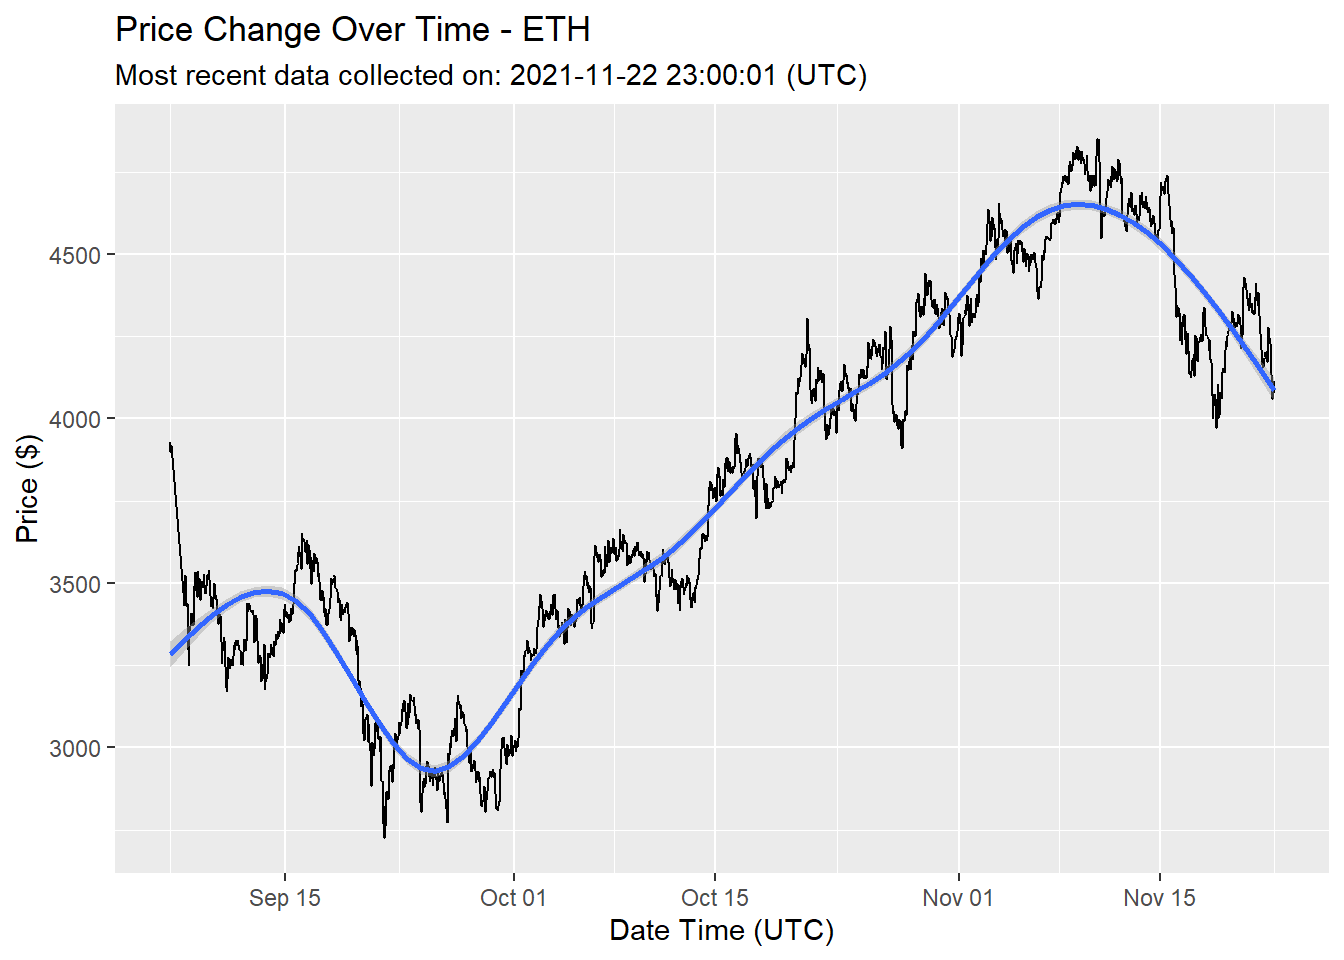 Price Change Over Time - ETH
Most recent data collected on: 2021-11-22 23:00:01 (UTC)
Price ($)
4500
4000
3500
3000
Sep 15
Oct 01
Oct 15
Nov 01
Nov 15
Date Time (UTC)